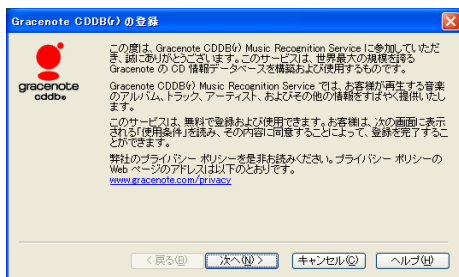 Gracenote CDDB(r) の登録
gracenote
cddb®
この度は、Gracenote CDDB(r) Music Recognition Service に参加していただ
き、誠にありがとうございます。このサービスは、世界最大の規模を誇る
Gracenote の CD 情報データベースを構築および使用するものです。
Gracenote CDDB(r) Music Recognition Service では、お客様が再生する音楽
のアルバム、トラック、アーティスト、およびその他の情報をすばやく提供いたし
ます。
このサービスは、無料で登録および使用できます。お客様は、次の画面に表示
される「使用条件」を読み、その内容に同意することによって、登録を完了するこ
とができます。
弊社のプライバシー ポリシーを是非お読みください。プライバシー ポリシーの
Web ページのアドレスは以下のとおりです。
www.gracenote.com/privacy
< 戻る(B)
次へ(N) >
キャンセル(C)
ヘルプ(H)